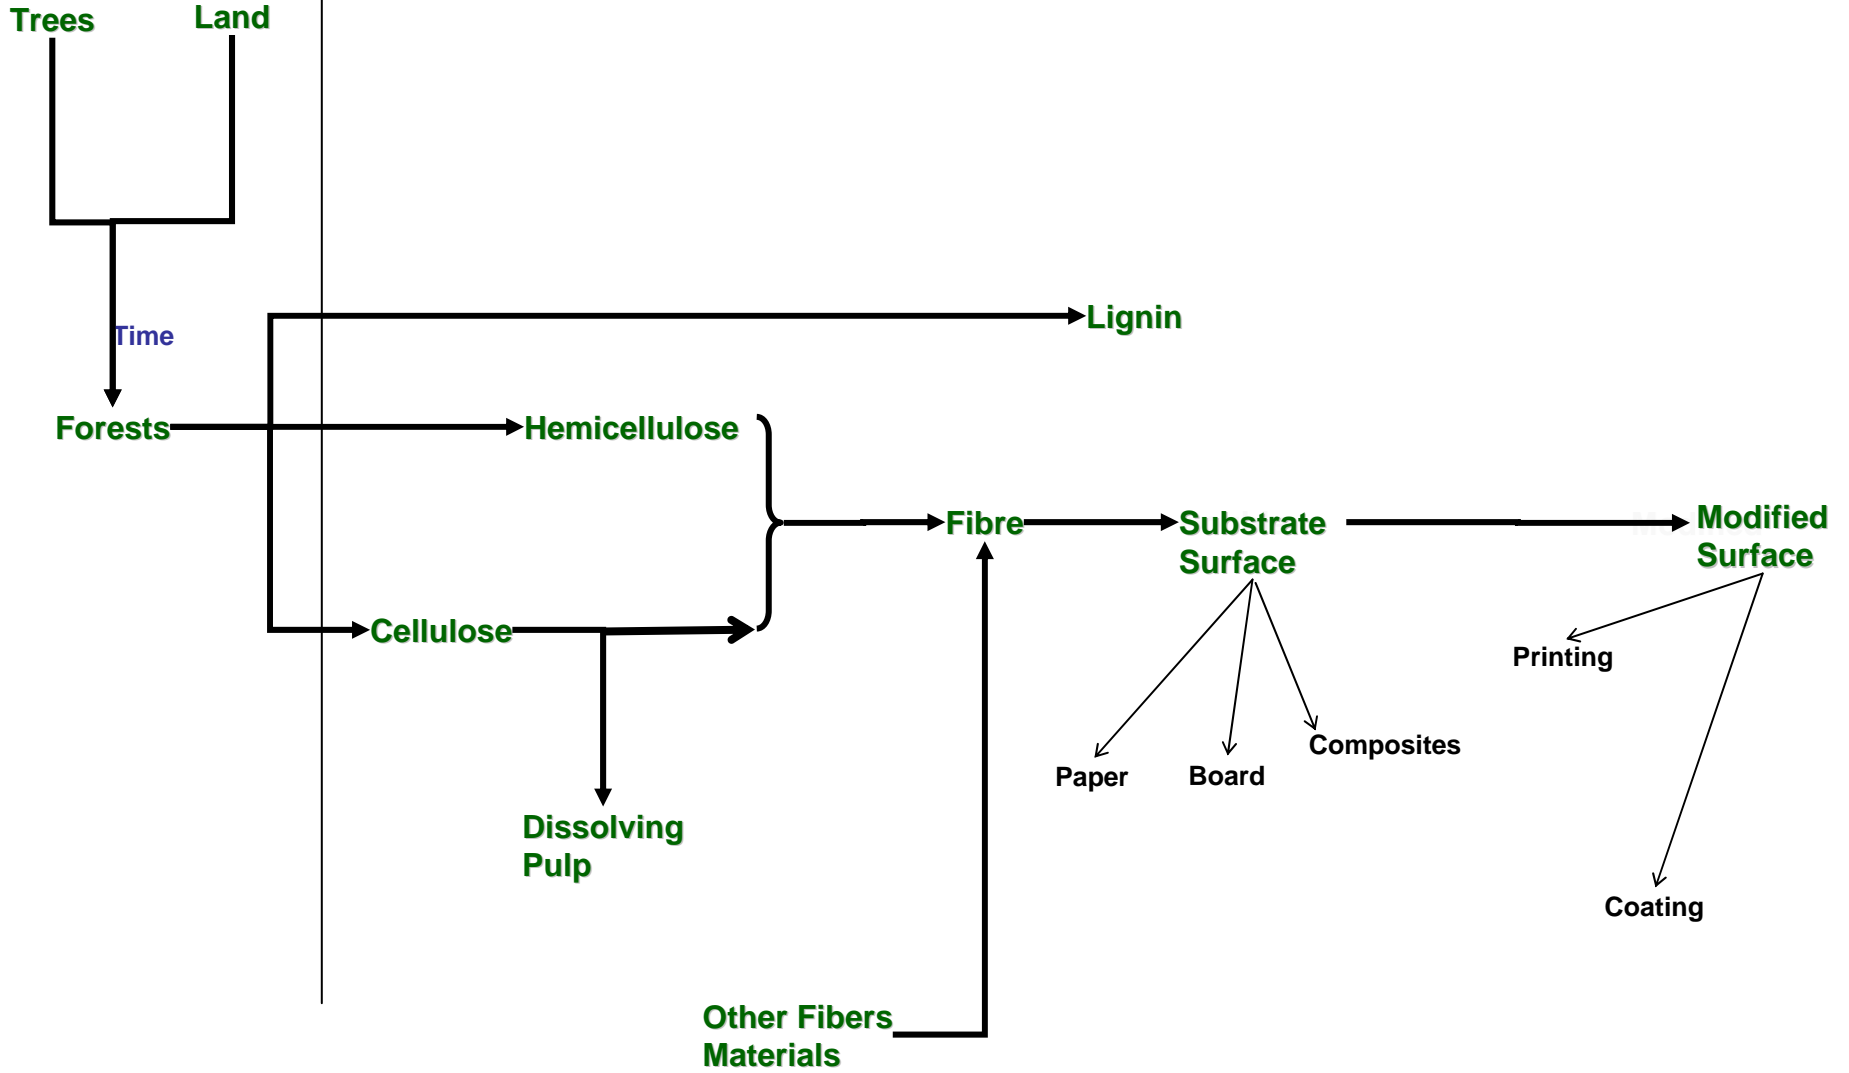 Trees
Land
Time
Lignin
Forests
Hemicellulose
Fibre
Substrate
Surface
Modified
Surface
Cellulose
Printing
Composites
Paper
Board
Dissolving
Pulp
Coating
Other Fibers
Materials